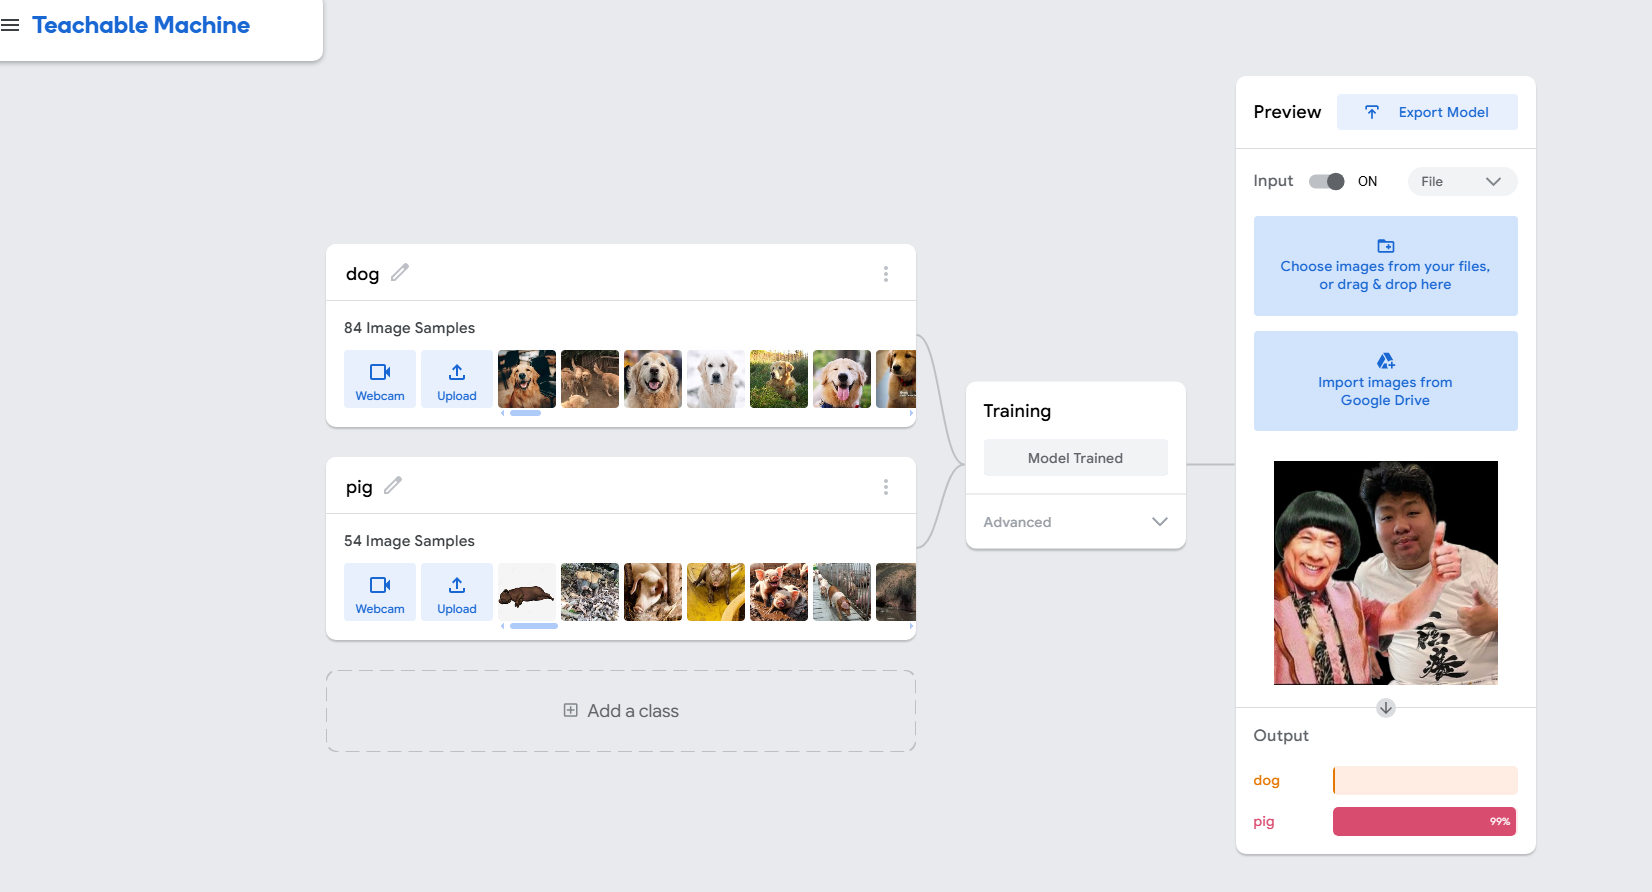 Teachable Machine
Preview
Export Model
Input
ON
File
Choose images from your files,
or drag & drop here
Import images from
Google Drive
dog
84 Image Samples
Webcam
Upload
pig
54 Image Samples
Webcam
Upload
Add a class
Training
Model Trained
Advanced
Output
dog
pig
99%